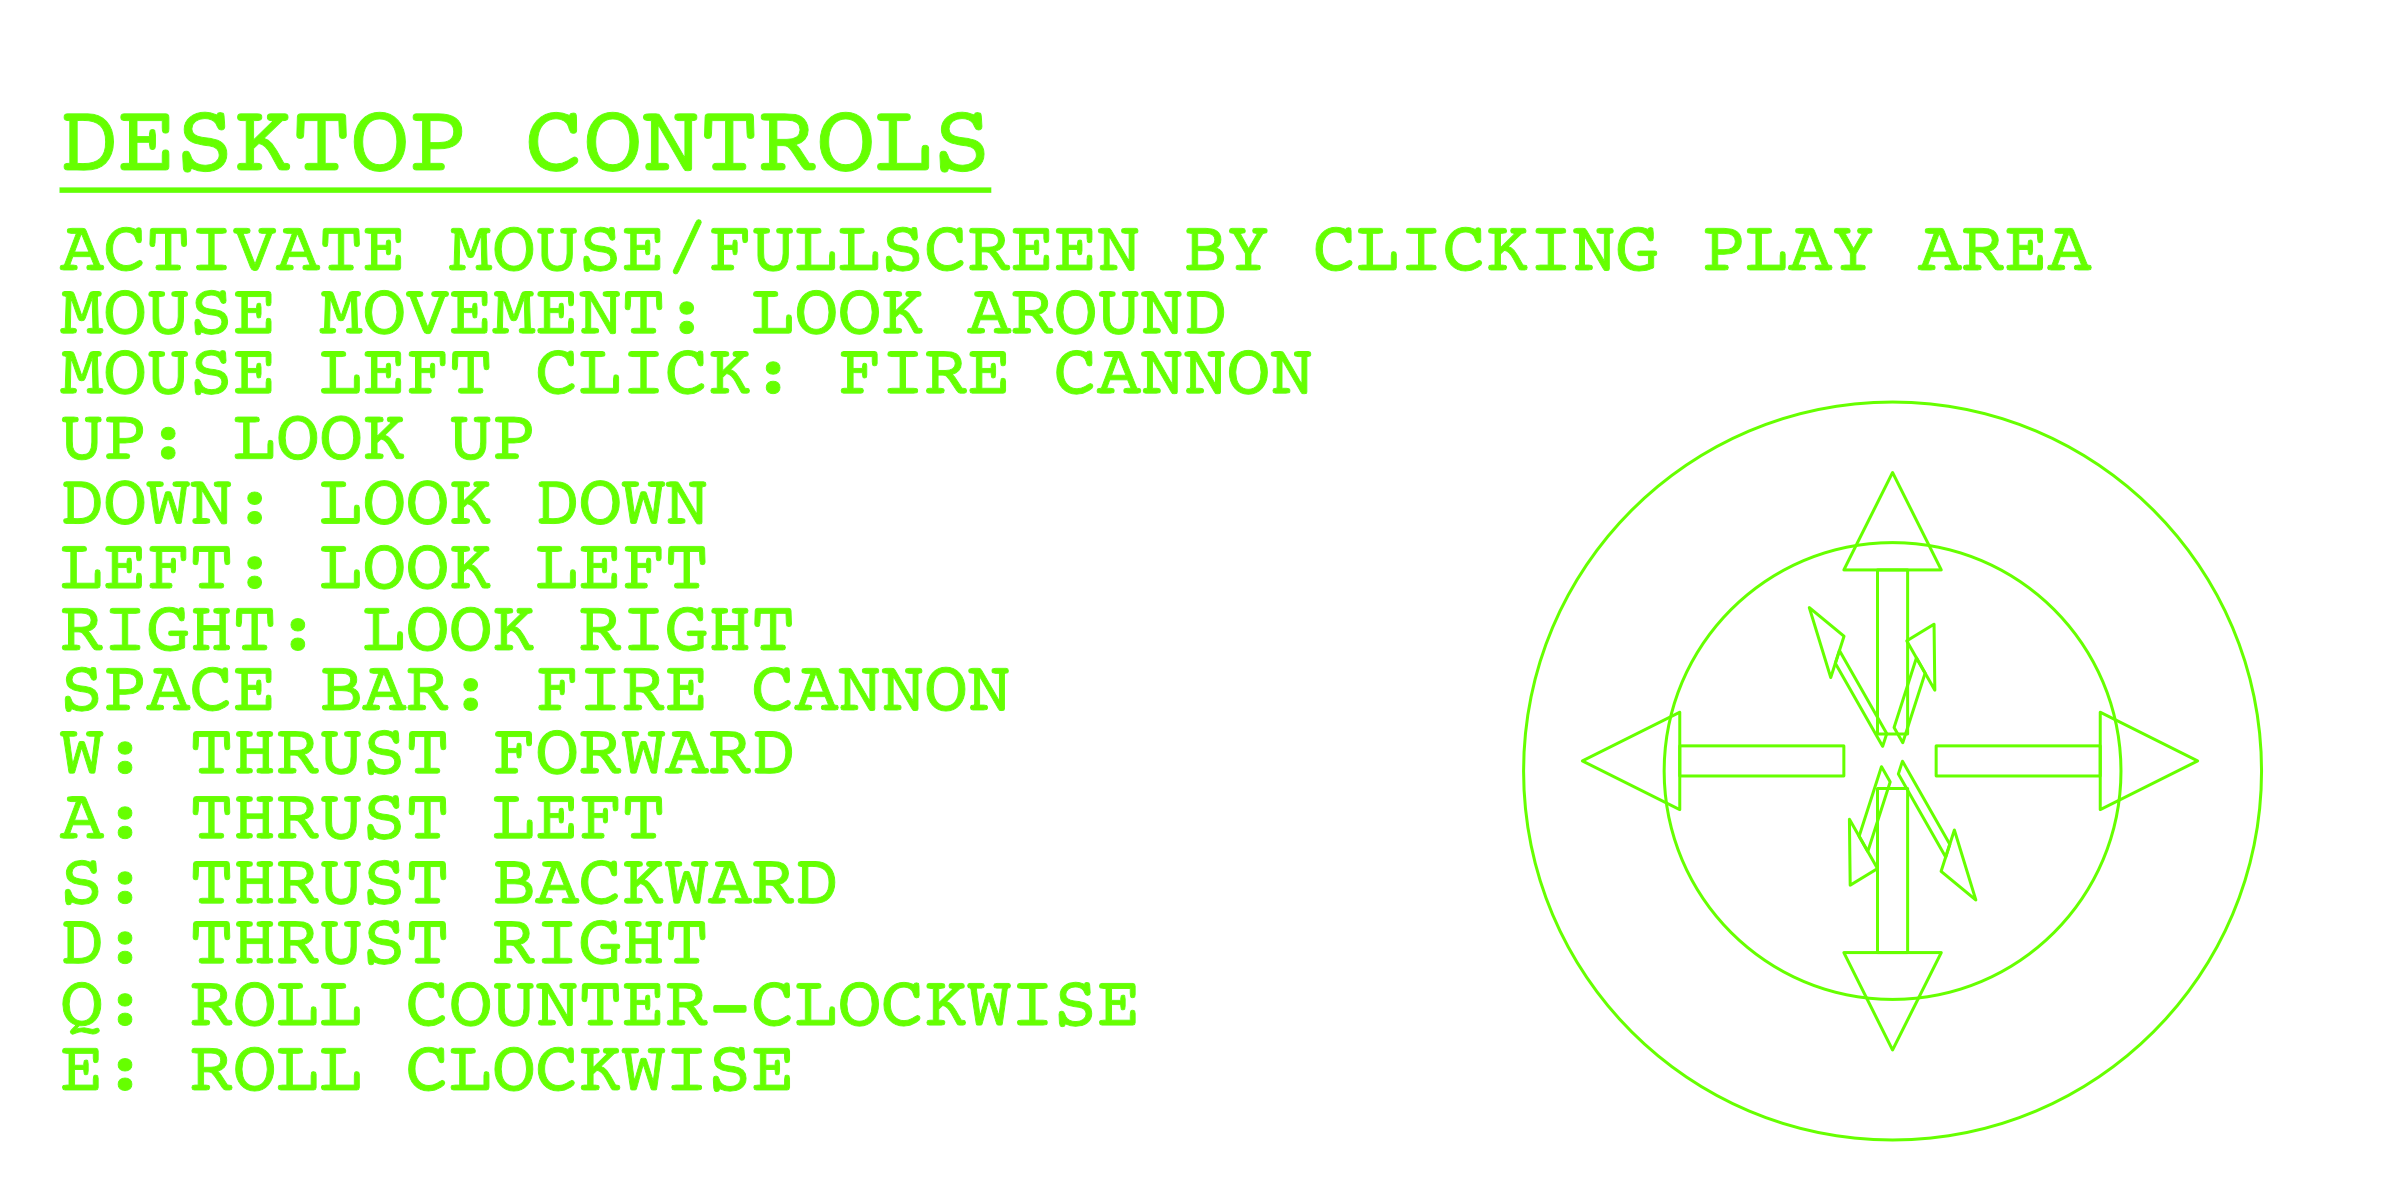 DESKTOP CONTROLS
ACTIVATE MOUSE/FULLSCREEN BY CLICKING PLAY AREA
MOUSE MOVEMENT: LOOK AROUND
MOUSE LEFT CLICK: FIRE CANNON
UP: LOOK UP
DOWN: LOOK DOWN
LEFT: LOOK LEFT
RIGHT: LOOK RIGHT
SPACE BAR: FIRE CANNON
W: THRUST FORWARD
A: THRUST LEFT
S: THRUST BACKWARD
D: THRUST RIGHT
Q: ROLL COUNTER-CLOCKWISE
E: ROLL CLOCKWISE